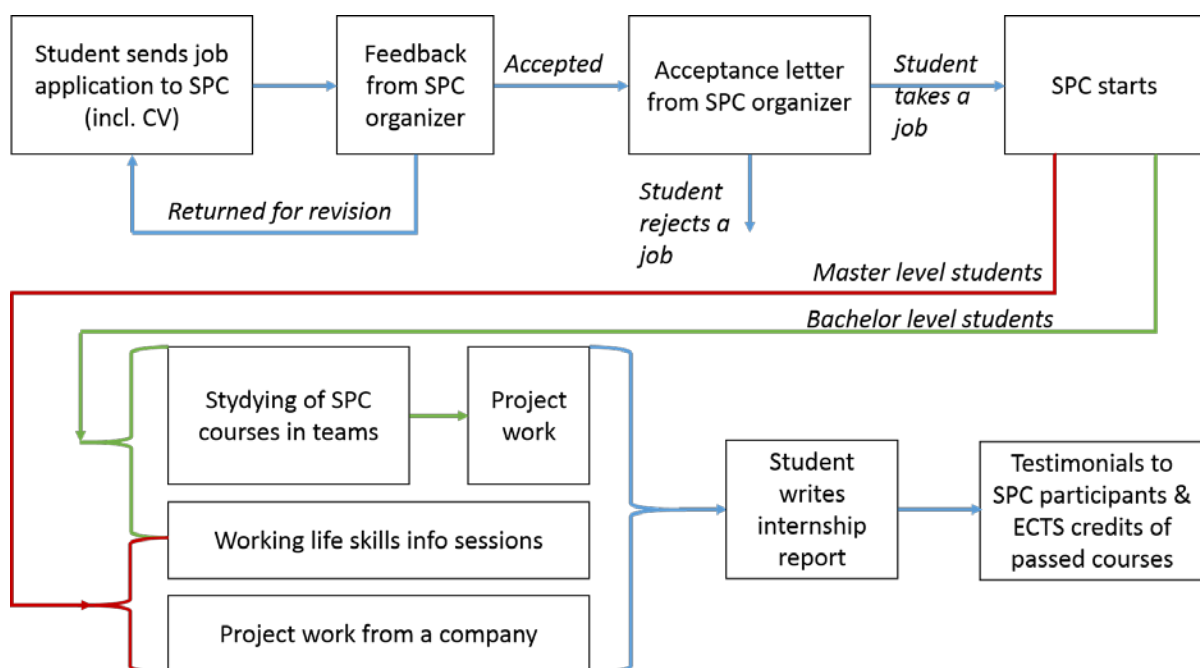 Student sends job
application to SPC
(incl. CV)
Feedback
from SPC
organizer
Accepted
Acceptance letter
from SPC organizer
Student
takes a
job
SPC starts
Returned for revision
Student
rejects a
job
Master level students
Bachelor level students
Stydying of SPC
courses in teams
Project
work
Working life skills info sessions
Project work from a company
Student
writes
internship
report
Testimonials to
SPC participants &
ECTS credits of
passed courses